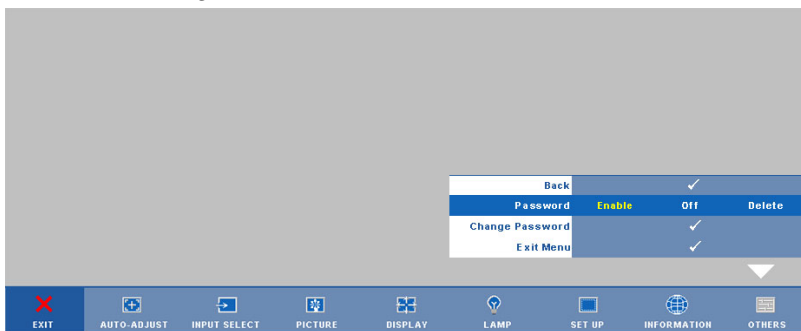 Back
Password Enable Off Delete
Change Password
Exit Menu
EXIT AUTO-ADJUST INPUT SELECT PICTURE DISPLAY LAMP SET UP INFORMATION OTHERS